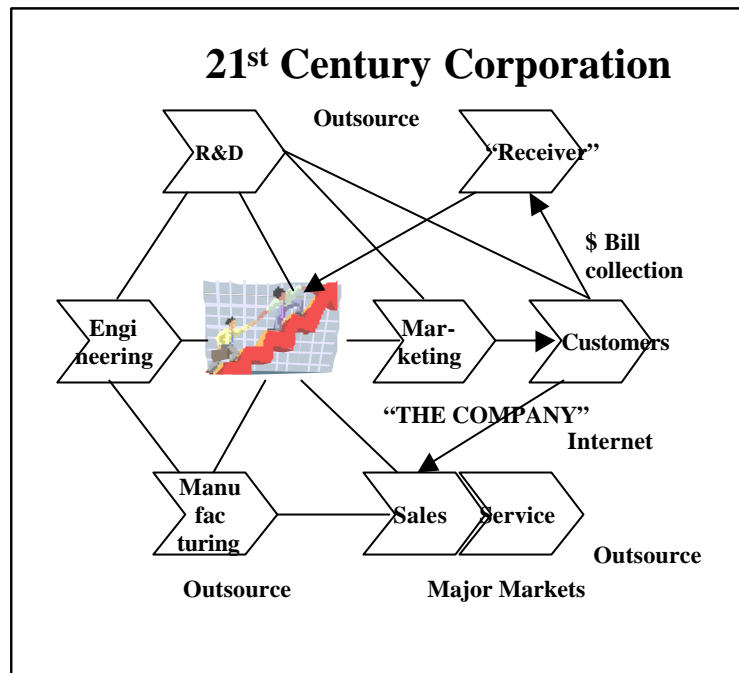 21st Century Corporation
Outsource
R&D
“Receiver”
$ Bill
collection
Engi
neering
Mar-
keting
Customers
“THE COMPANY”
Internet
Manu
fac
turing
Sales
Service
Outsource
Outsource
Major Markets